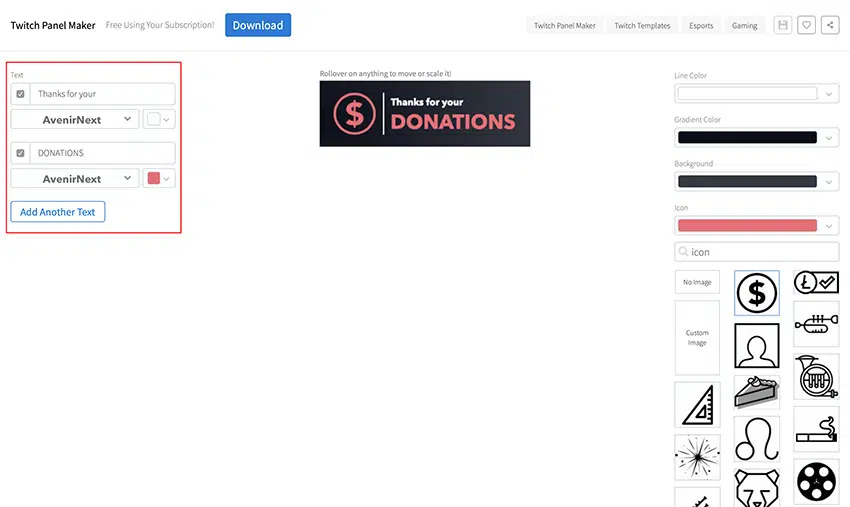 Twitch Panel Maker
Free Using Your Subscription!
Download
Twitch Panel Maker
Twitch Templates
Esports
Gaming
Text
Thanks for your
AvenirNext
DONATIONS
AvenirNext
Add Another Text
Rollover on anything to move or scale it!
$
Thanks for your
DONATIONS
Line Color
Gradient Color
Background
Icon
icon
No Image
$
Ł
Custom
Image